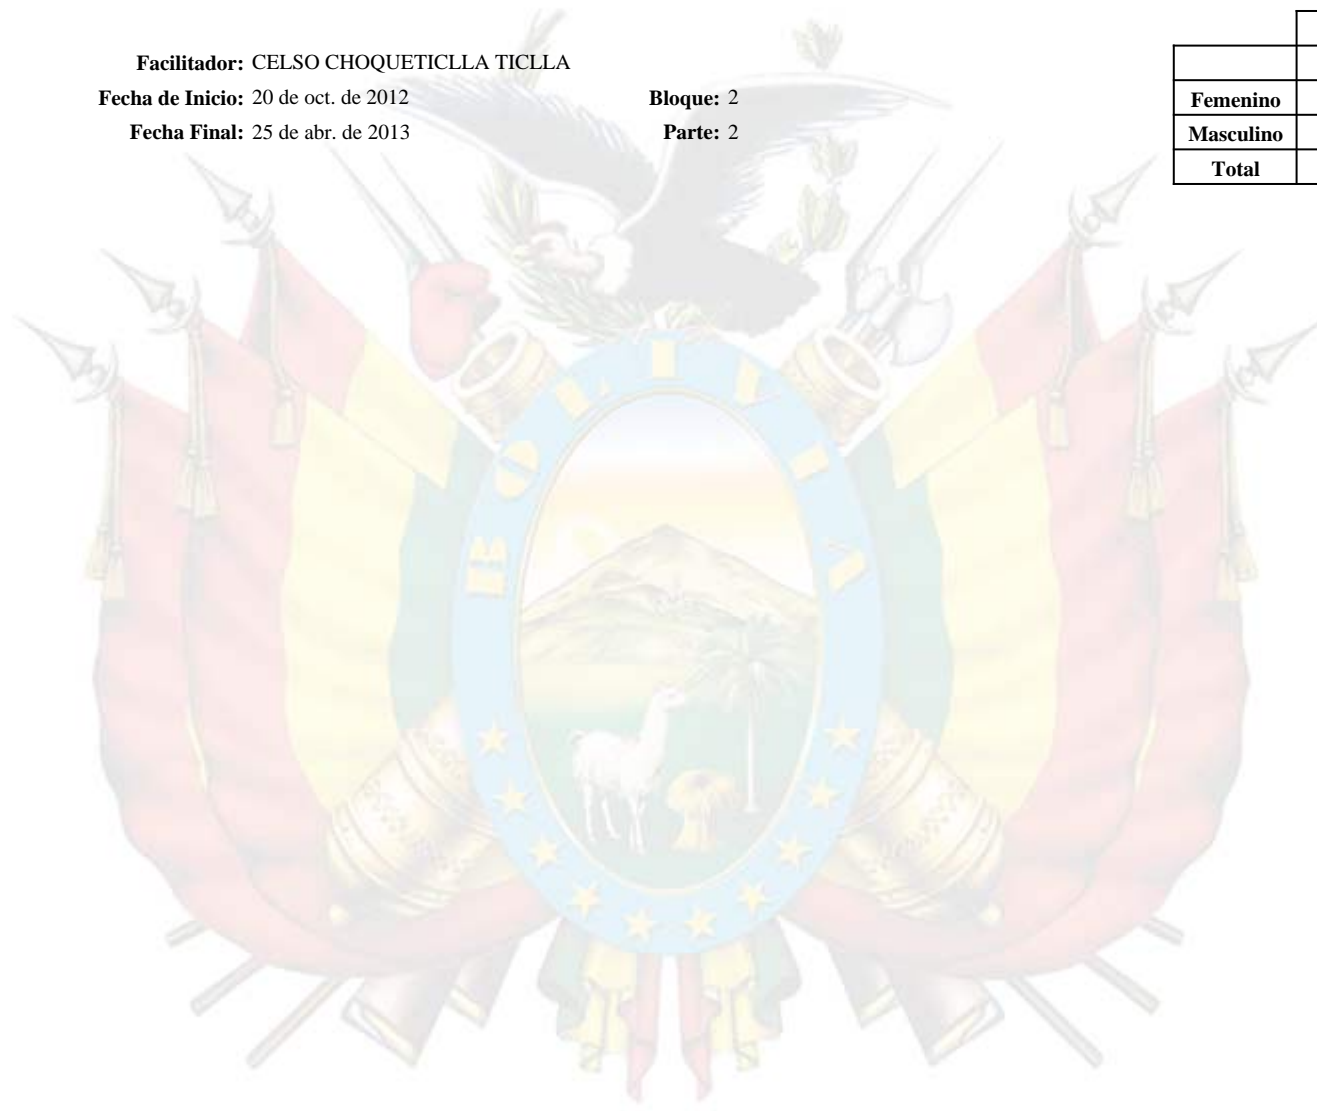 Facilitador: CELSO CHOQUETICLLA TICLLA
Fecha de Inicio: 20 de oct. de 2012 Bloque: 2
Fecha Final: 25 de abr. de 2013 Parte: 2
Femenino
Masculino
Total
BOLIVIA